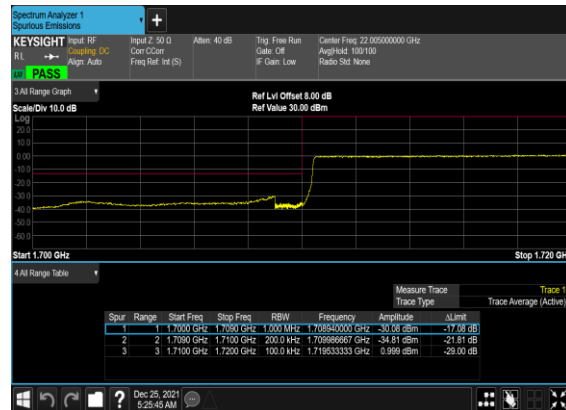 Spectrum Analyzer 1
Spurious Emissions
KEYSIGHT Input: RF Input Z: 50 Ω Atten: 40 dB Trig: Free Run Center Freq: 22.005000000 GHz
RL Coupling: DC Corr CCorr Gate: Off Avg|Hold: 100/100
Align: Auto Freq Ref: Int (S) IF Gain: Low Radio Std: None
PASS
3 All Range Graph Ref Lvl Offset 8.00 dB
Scale/Div 10.0 dB Ref Value 30.00 dBm
Log
20.0
10.0
0.00
-10.0
-20.0
-30.0
-40.0
-50.0
-60.0
Start 1.700 GHz Stop 1.720 GH
4 All Range Table
Measure Trace Trace 1
Trace Type Trace Average (Active)
Spur Range Start Freq Stop Freq RBW Frequency Amplitude ΔLimit
1 1 1.7000 GHz 1.7090 GHz 1.000 MHz 1.708940000 GHz -30.08 dBm -17.08 dB
2 2 1.7090 GHz 1.7100 GHz 200.0 kHz 1.709986667 GHz -34.81 dBm -21.81 dB
3 3 1.7100 GHz 1.7200 GHz 100.0 kHz 1.719533333 GHz 0.999 dBm -29.00 dB
? Dec 25, 2021
5:25:45 AM